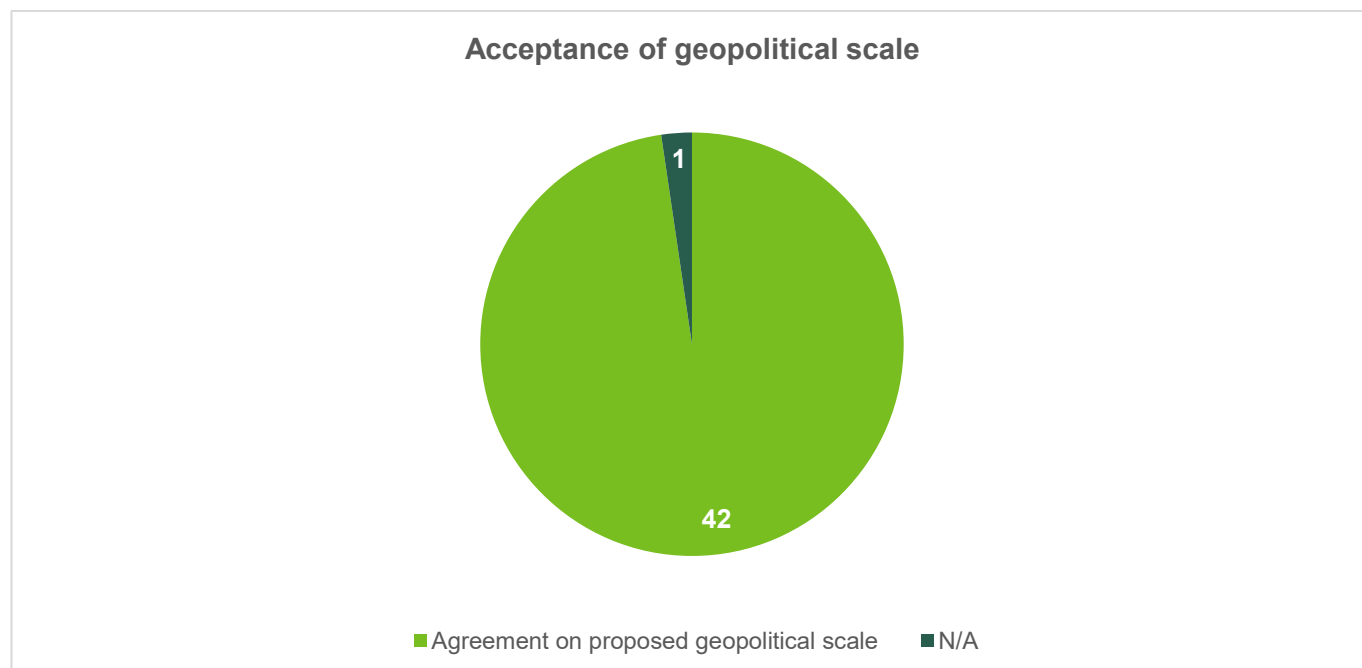 Acceptance of geopolitical scale
1
42
Agreement on proposed geopolitical scale N/A